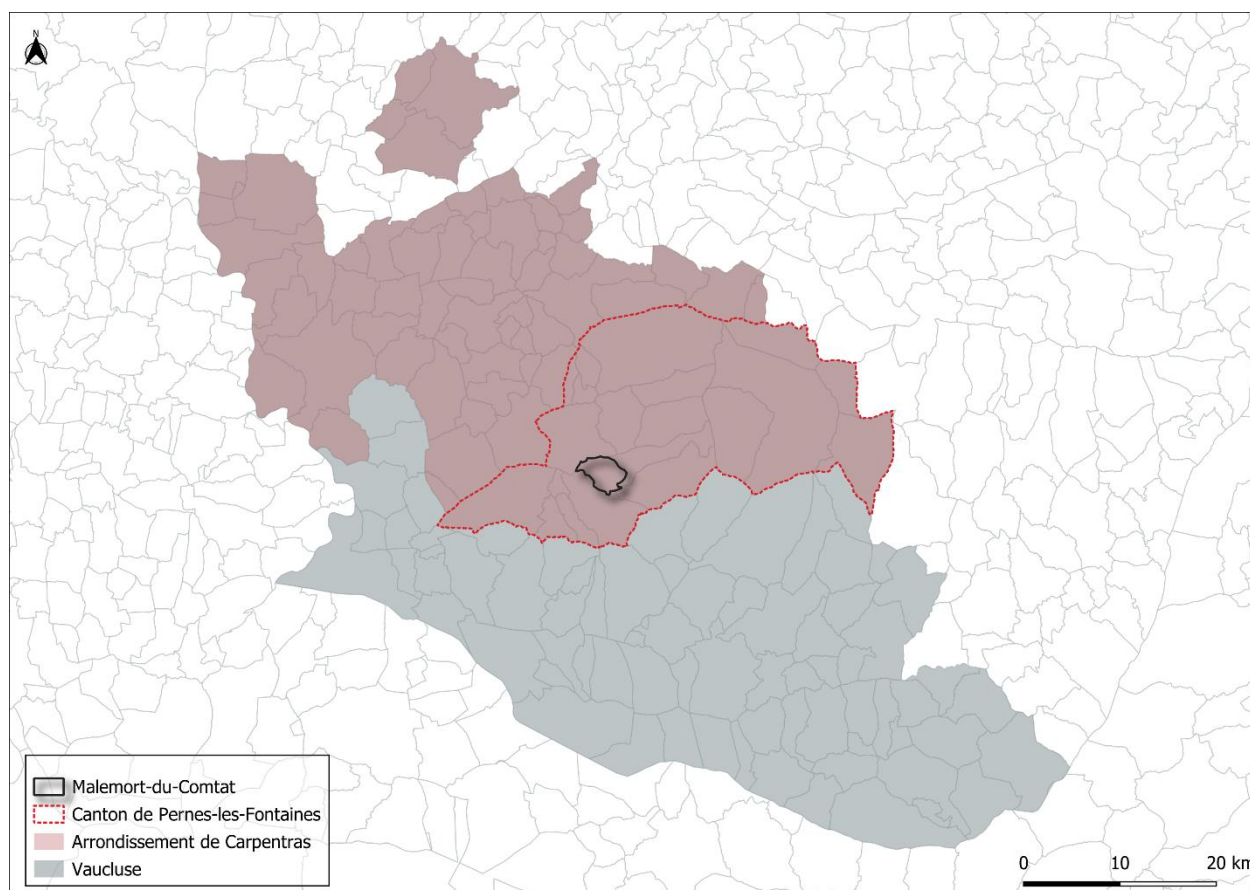 N
Malemort-du-Comtat
Canton de Pernes-les-Fontaines
Arrondissement de Carpentras
Vaucluse
0 10 20 km